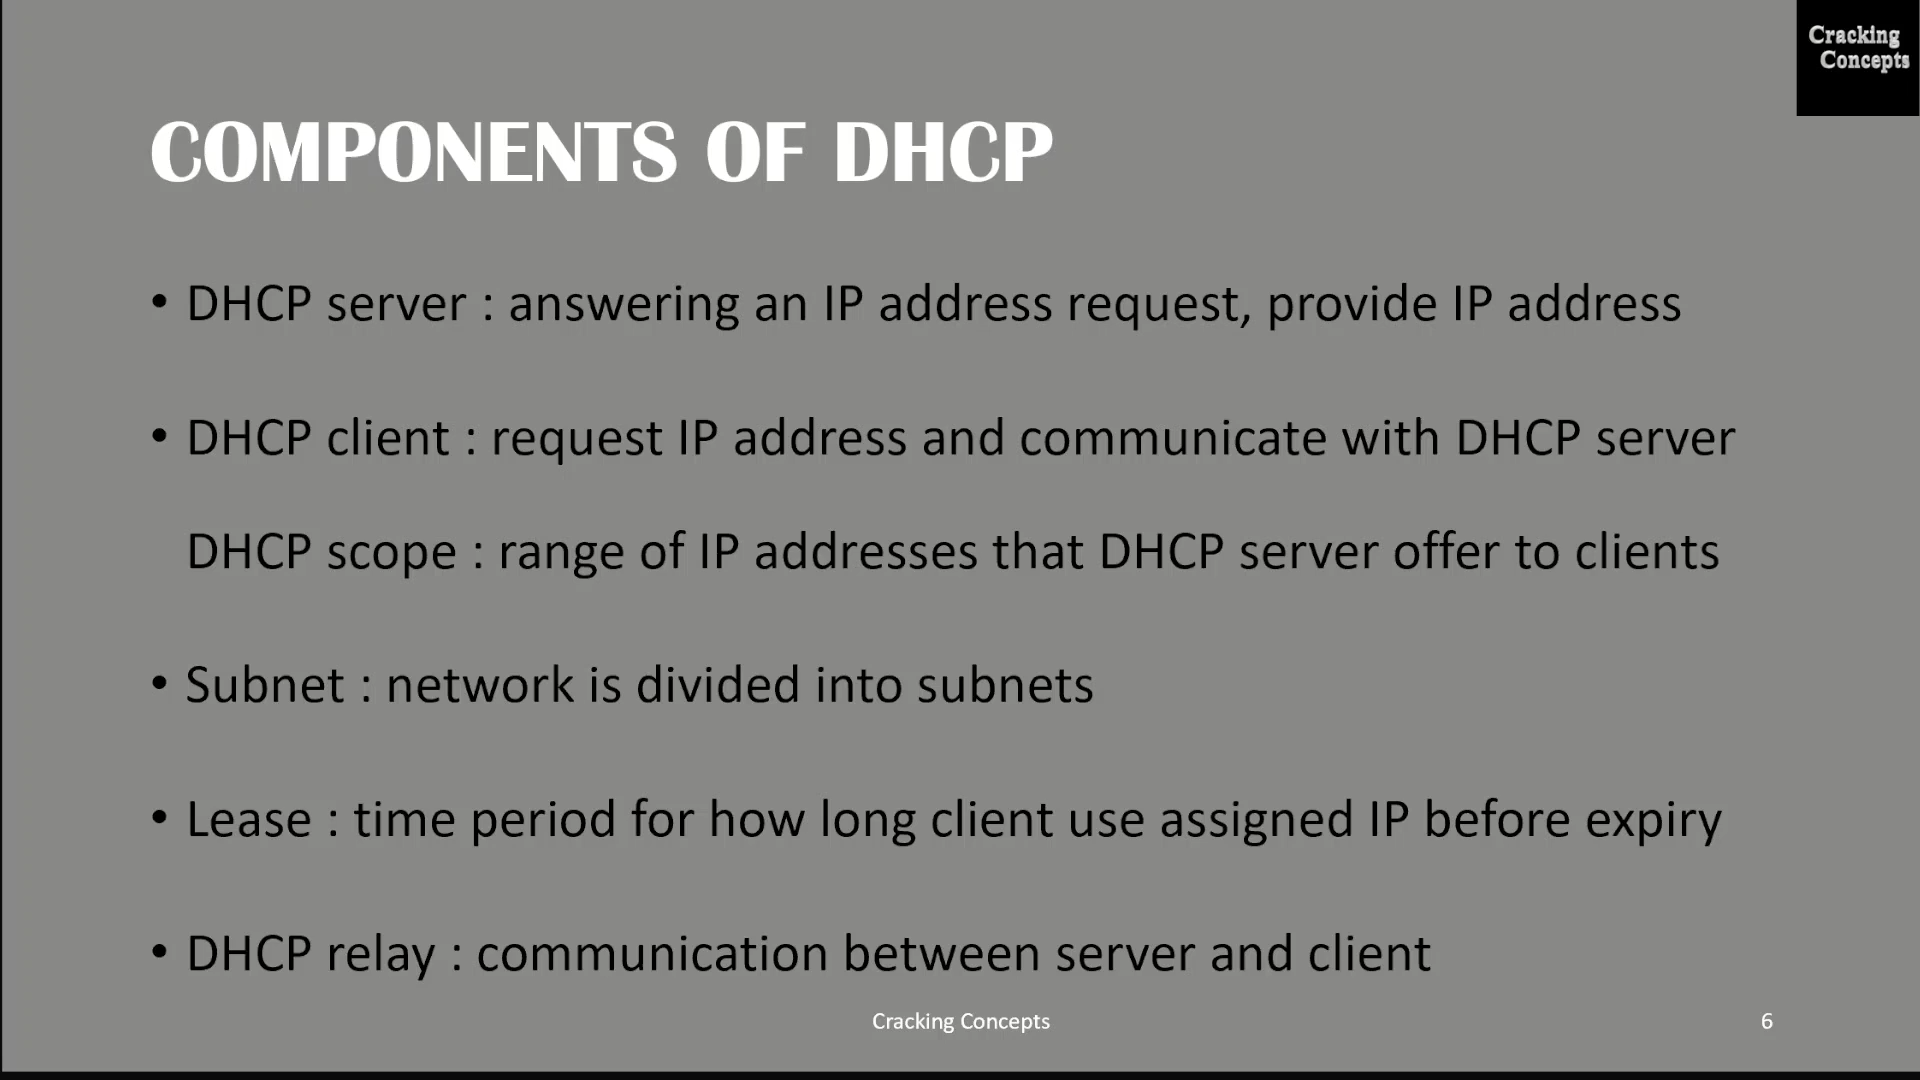 Cracking
Concepts
COMPONENTS OF DHCP
• DHCP server : answering an IP address request, provide IP address
• DHCP client : request IP address and communicate with DHCP server
DHCP scope : range of IP addresses that DHCP server offer to clients
• Subnet : network is divided into subnets
• Lease : time period for how long client use assigned IP before expiry
• DHCP relay : communication between server and client
Cracking Concepts
6